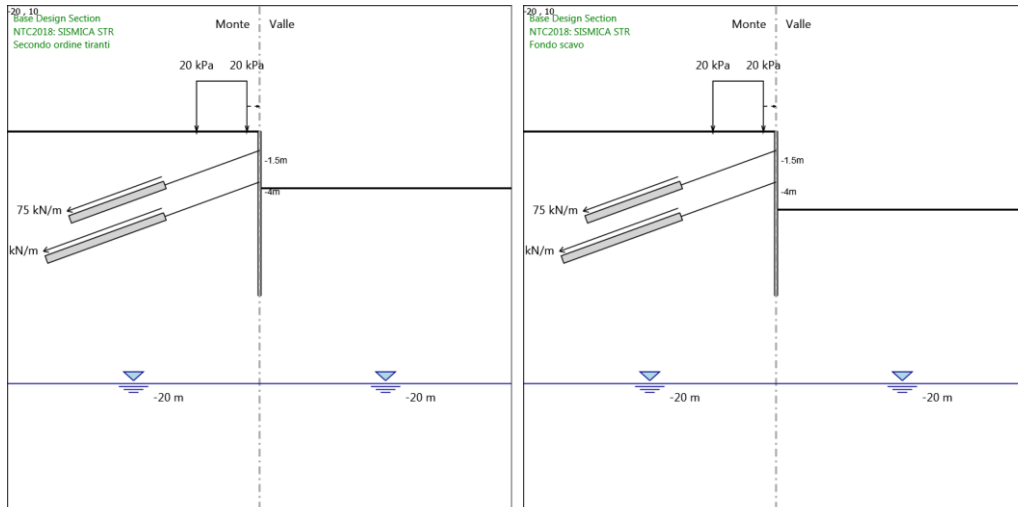 -20 , 10
Base Design Section
NTC2018: SISMICA STR
Secondo ordine tiranti
Monte
Valle
20 kPa
20 kPa
-1.5m
-4m
75 kN/m
kN/m
-20 m
-20 m
-20 , 10
Base Design Section
NTC2018: SISMICA STR
Fondo scavo
Monte
Valle
20 kPa
20 kPa
-1.5m
-4m
75 kN/m
kN/m
-20 m
-20 m